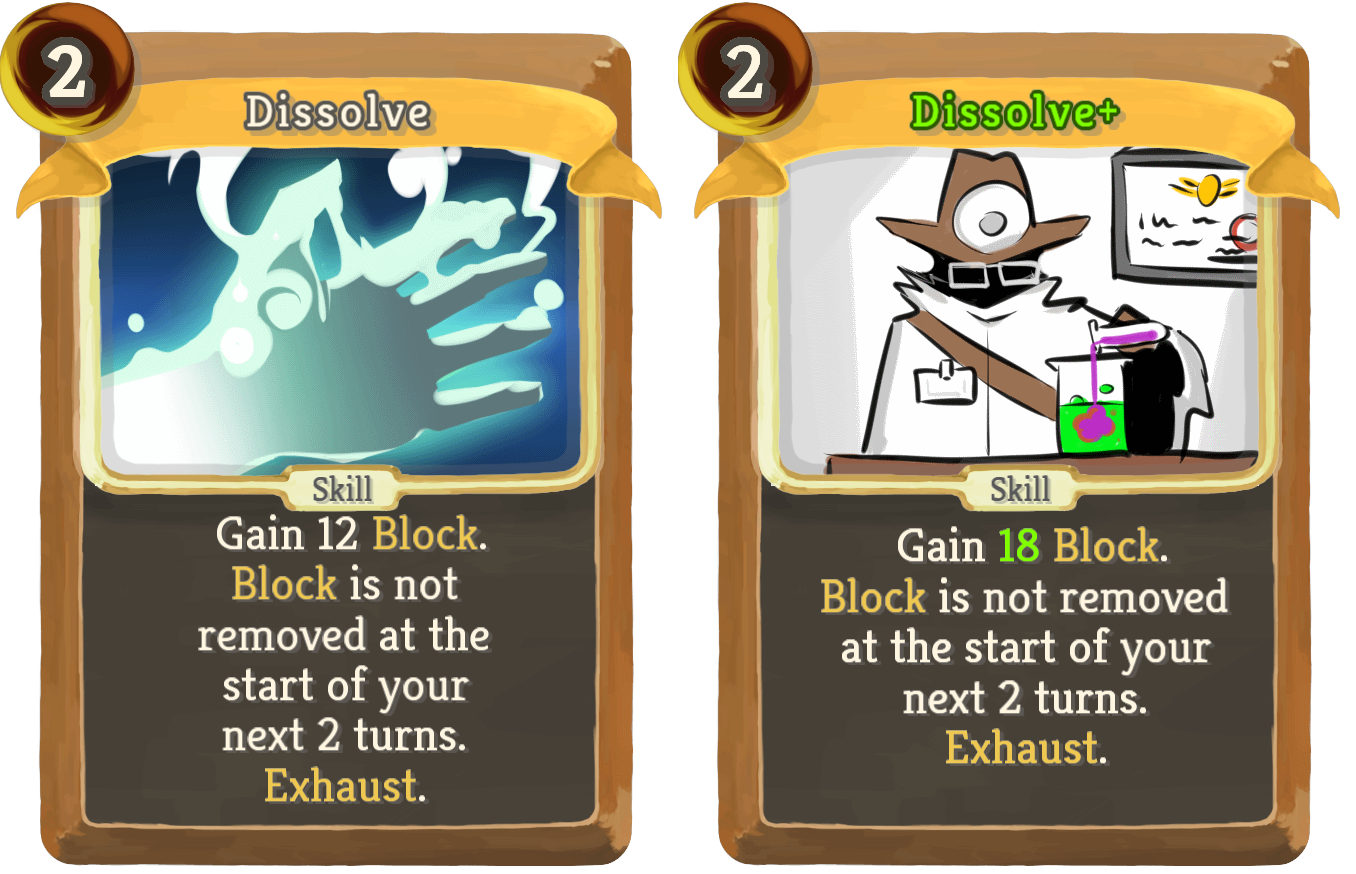 2
Dissolve
Skill
Gain 12 Block.
Block is not
removed at the
start of your
next 2 turns.
Exhaust.
2
Dissolve+
Skill
Gain 18 Block.
Block is not removed
at the start of your
next 2 turns.
Exhaust.